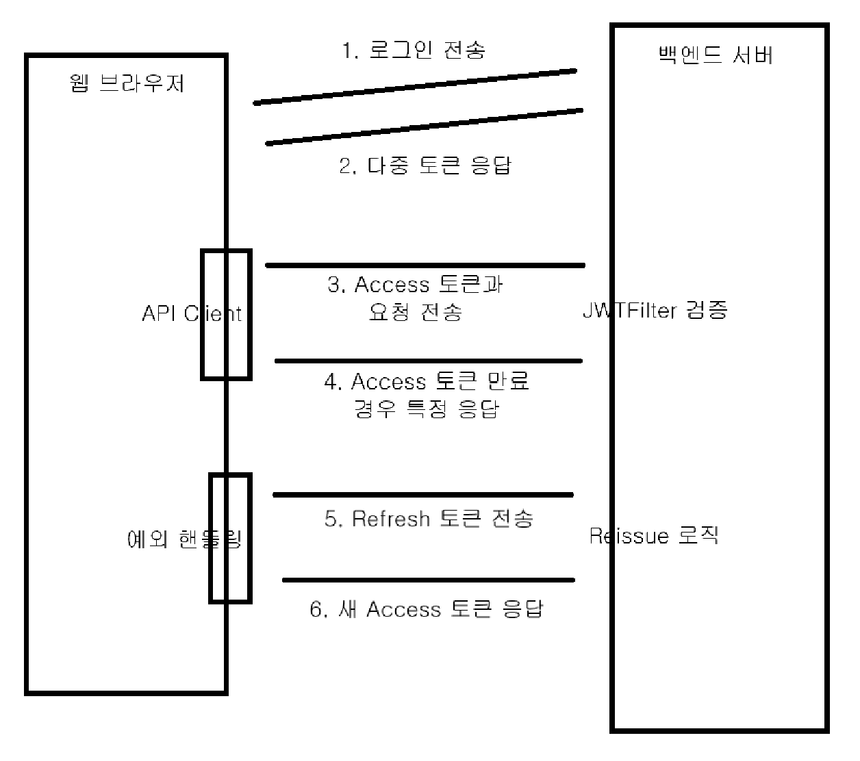 웹 브라우저
백엔드 서버
1. 로그인 전송
2. 다중 토큰 응답
API Client
3. Access 토큰과
요청 전송
JWTFilter 검증
4. Access 토큰 만료
경우 특정 응답
예외 핸들링
5. Refresh 토큰 전송
Reissue 로직
6. 새 Access 토큰 응답